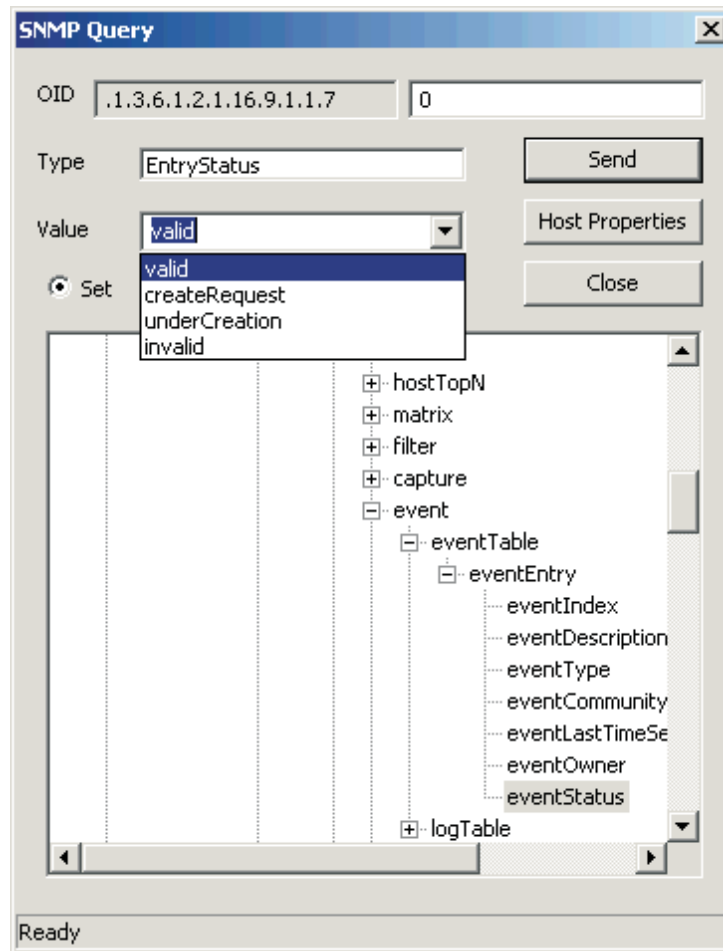 SNMP Query
OID .1.3.6.1.2.1.16.9.1.1.7 0
Type EntryStatus Send
Value valid Host Properties
valid
Set createRequest Close
underCreation
invalid
hostTopN
matrix
filter
capture
event
eventTable
eventEntry
eventIndex
eventDescription
eventType
eventCommunity
eventLastTimeSe
eventOwner
eventStatus
logTable
Ready